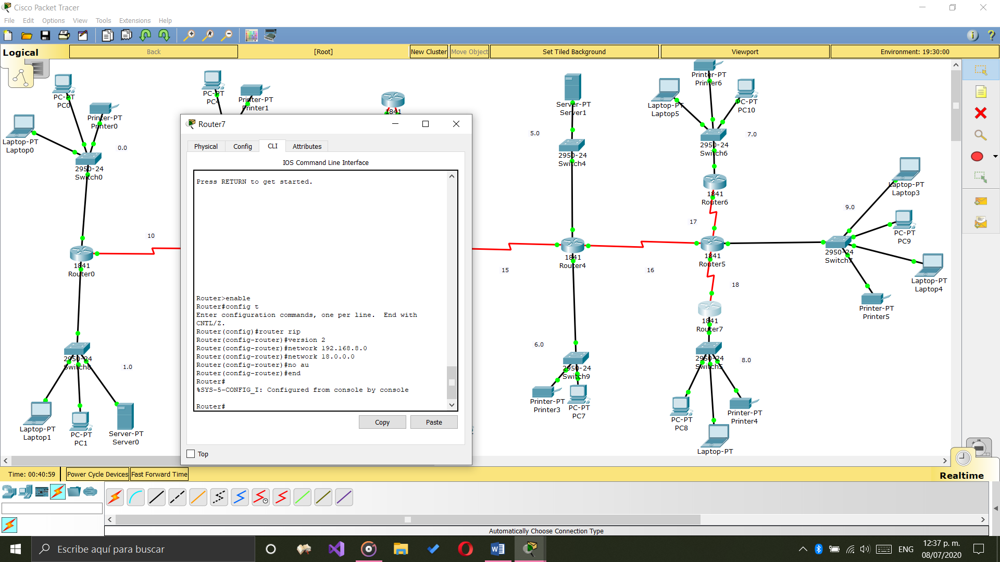 Cisco Packet Tracer
File Edit Options View Tools Extensions Help
Logical
Back
[Root]
New Cluster
Move Object
Set Tiled Background
Viewport
Environment: 19:30:00
PC-PT
PC0
Printer-PT
Printer0
Laptop-PT
Laptop0
0.0
2950-24
Switch0
10
1841
Router0
2950-24
Switch8
1.0
Laptop-PT
Laptop1
PC-PT
PC1
Server-PT
Server0
PC-PT
PC4
Printer-PT
Printer1
1841
Router7
Physical
Config
CLI
Attributes
IOS Command Line Interface
Press RETURN to get started.
Router>enable
Router#config t
Enter configuration commands, one per line.  End with
CNTL/Z.
Router(config)#router rip
Router(config-router)#version 2
Router(config-router)#network 192.168.8.0
Router(config-router)#network 18.0.0.0
Router(config-router)#no au
Router(config-router)#end
Router#
%SYS-5-CONFIG_I: Configured from console by console
Router#
Copy
Paste
Top
Server-PT
Server1
5.0
2950-24
Switch4
1841
Router4
15
16
6.0
2950-24
Switch9
Printer-PT
Printer3
PC-PT
PC7
Printer-PT
Printer6
Laptop-PT
Laptop5
PC-PT
PC10
7.0
2950-24
Switch6
1841
Router6
17
1841
Router5
18
1841
Router7
2950-24
Switch5
8.0
PC-PT
PC8
Printer-PT
Printer4
Laptop-PT
9.0
Laptop-PT
Laptop3
PC-PT
PC9
2950-24
Switch7
Laptop-PT
Laptop4
Printer-PT
Printer5
Time: 00:40:59
Power Cycle Devices
Fast Forward Time
Realtime
Automatically Choose Connection Type
Escribe aquí para buscar
ENG
12:37 p. m.
08/07/2020